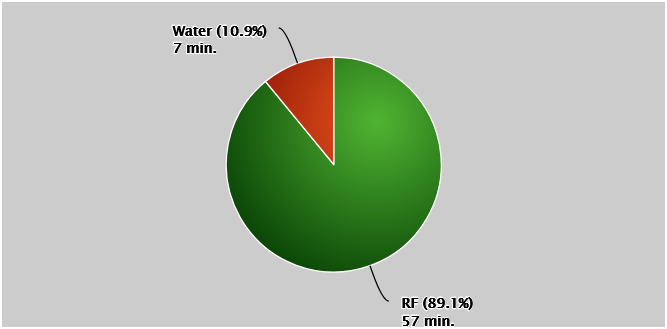 Water (10.9%)
7 min.
RF (89.1%)
57 min.